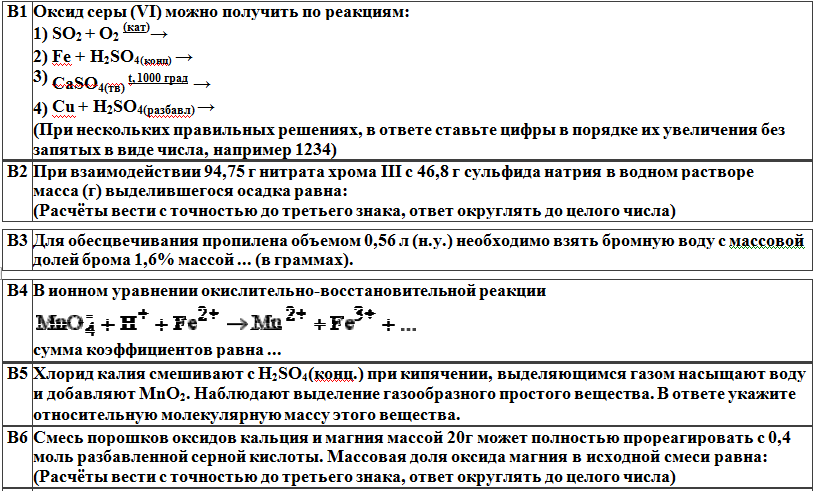 B1 Оксид серы (VI) можно получить по реакциям:
1) SO2 + O2 (кат)→
2) Fe + H2SO4(конц) →
3) CaSO4(тв) t, 1000 град →
4) Cu + H2SO4(разбавл)→
(При нескольких правильных решениях, в ответе ставьте цифры в порядке их увеличения без
запятых в виде числа, например 1234)
B2 При взаимодействии 94,75 г нитрата хрома III с 46,8 г сульфида натрия в водном растворе
масса (г) выделившегося осадка равна:
(Расчёты вести с точностью до третьего знака, ответ округлять до целого числа)
B3 Для обесцвечивания пропилена объемом 0,56 л (н.у.) необходимо взять бромную воду с массовой
долей брома 1,6% массой ... (в граммах).
B4 В ионном уравнении окислительно-восстановительной реакции
MnO4⁻ + H⁺ + Fe²⁺ → Mn²⁺ + Fe³⁺ + ...
сумма коэффициентов равна ...
B5 Хлорид калия смешивают с H2SO4(конц.) при кипячении, выделяющимся газом насыщают воду
и добавляют MnO2. Наблюдают выделение газообразного простого вещества. В ответе укажите
относительную молекулярную массу этого вещества.
B6 Смесь порошков оксидов кальция и магния массой 20г может полностью прореагировать с 0,4
моль разбавленной серной кислоты. Массовая доля оксида магния в исходной смеси равна:
(Расчёты вести с точностью до третьего знака, ответ округлять до целого числа)